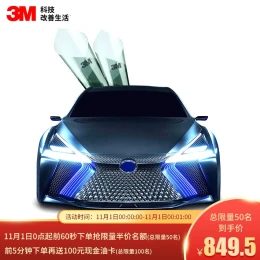 3M 科技
改善生活
活动时间：11月1日00:00:00-11月1日00:01:00
总限量50名
到手价
11月1日0点起前60秒下单抢限量半价名额(总限量50名)
前5分钟下单再送100元现金油卡(总限量100名)
¥849.5